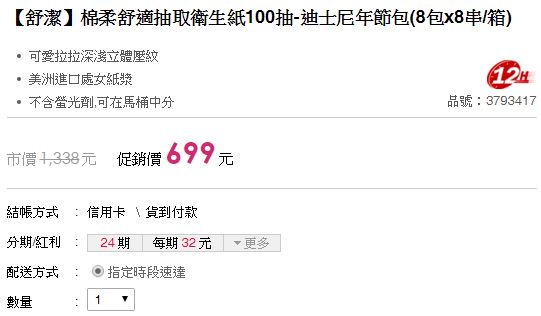 【舒潔】棉柔舒適抽取衛生紙100抽-迪士尼年節包(8包x8串/箱)
• 可愛拉拉深淺立體壓紋
• 美洲進口處女紙漿
• 不含螢光劑,可在馬桶中分
12H
品號：3793417
市價 1,338 元 促銷價 699 元
結帳方式 : 信用卡 \ 貨到付款
分期/紅利 : 24 期 每期 32 元 ▼更多
配送方式 : 指定時段速達
數量 : 1 ▼